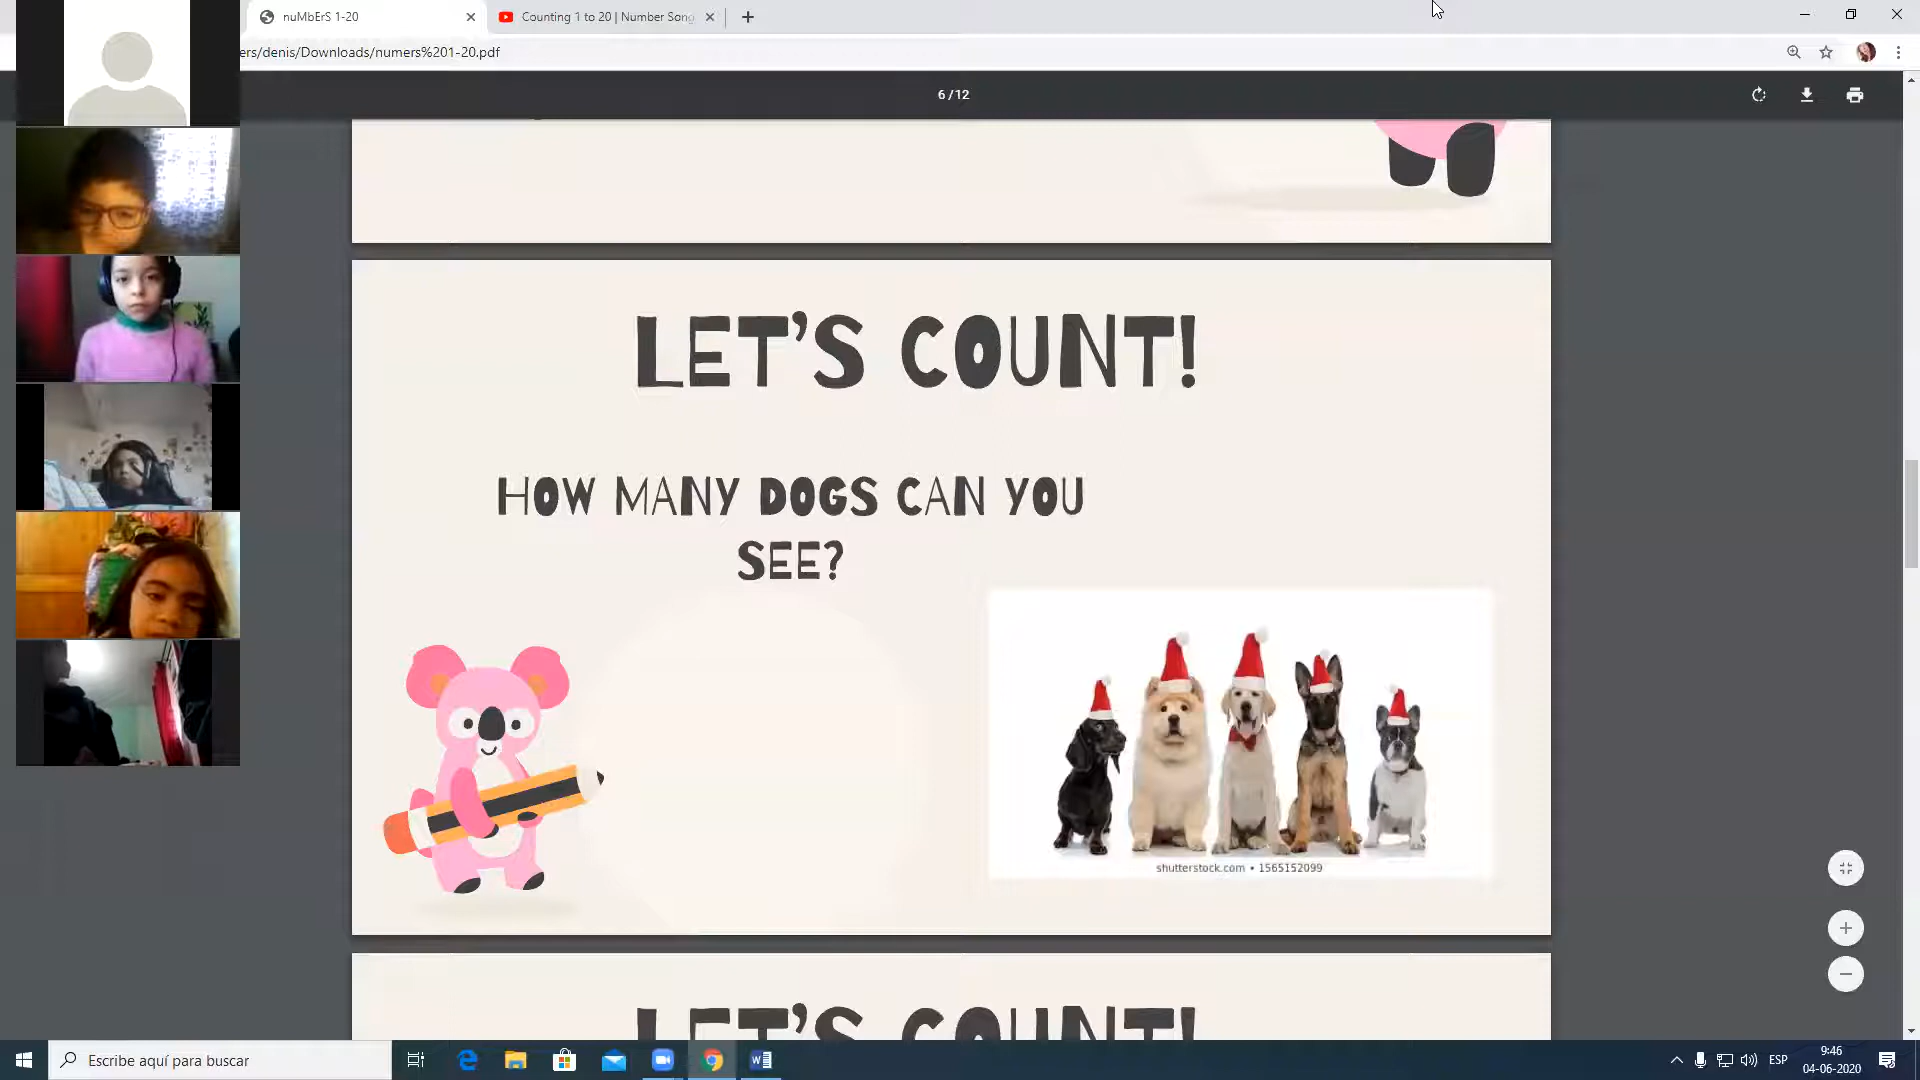 nuMbErS 1-20
Counting 1 to 20 | Number Song
ers/denis/Downloads/numers%201-20.pdf
6 / 12
LET'S COUNT!
HOW MANY DOGS CAN YOU
SEE?
shutterstock.com • 1565152099
LET'S COUNT!
Escribe aquí para buscar
ESP
9:46
04-06-2020